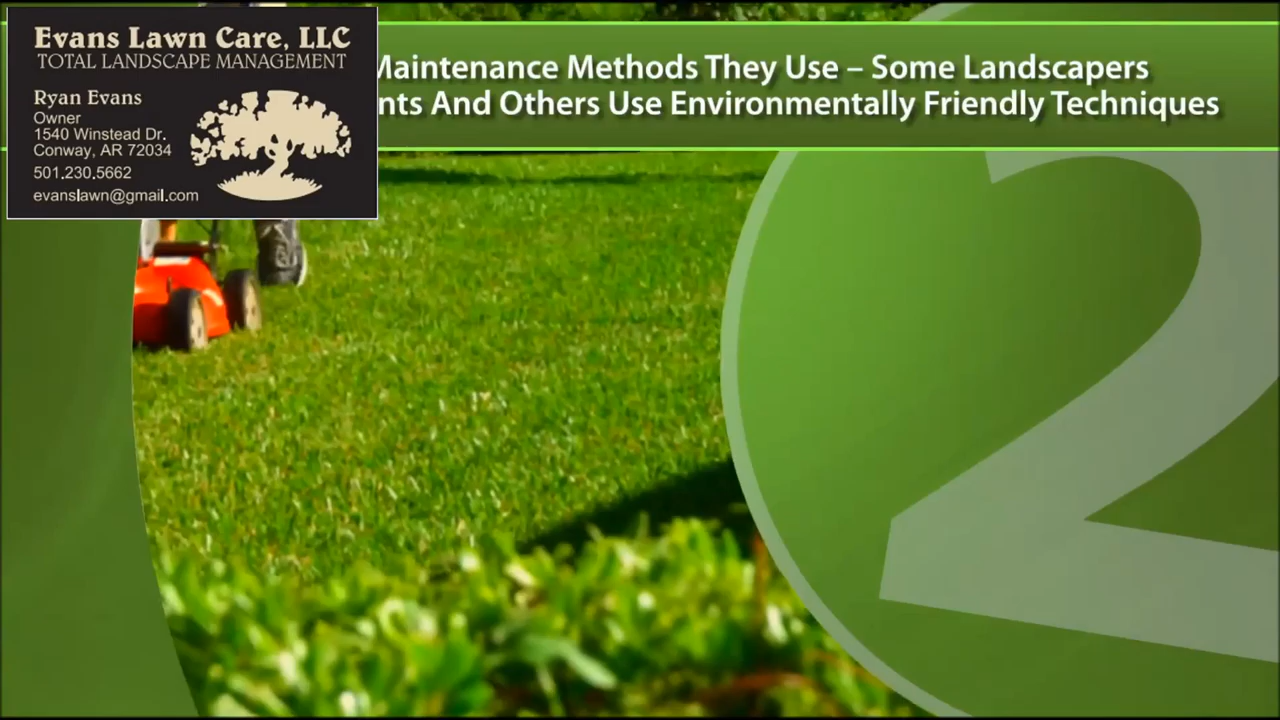 Evans Lawn Care, LLC
TOTAL LANDSCAPE MANAGEMENT
Ryan Evans
Owner
1540 Winstead Dr.
Conway, AR 72034
501.230.5662
evanslawn@gmail.com
Maintenance Methods They Use – Some Landscapers
nts And Others Use Environmentally Friendly Techniques
2